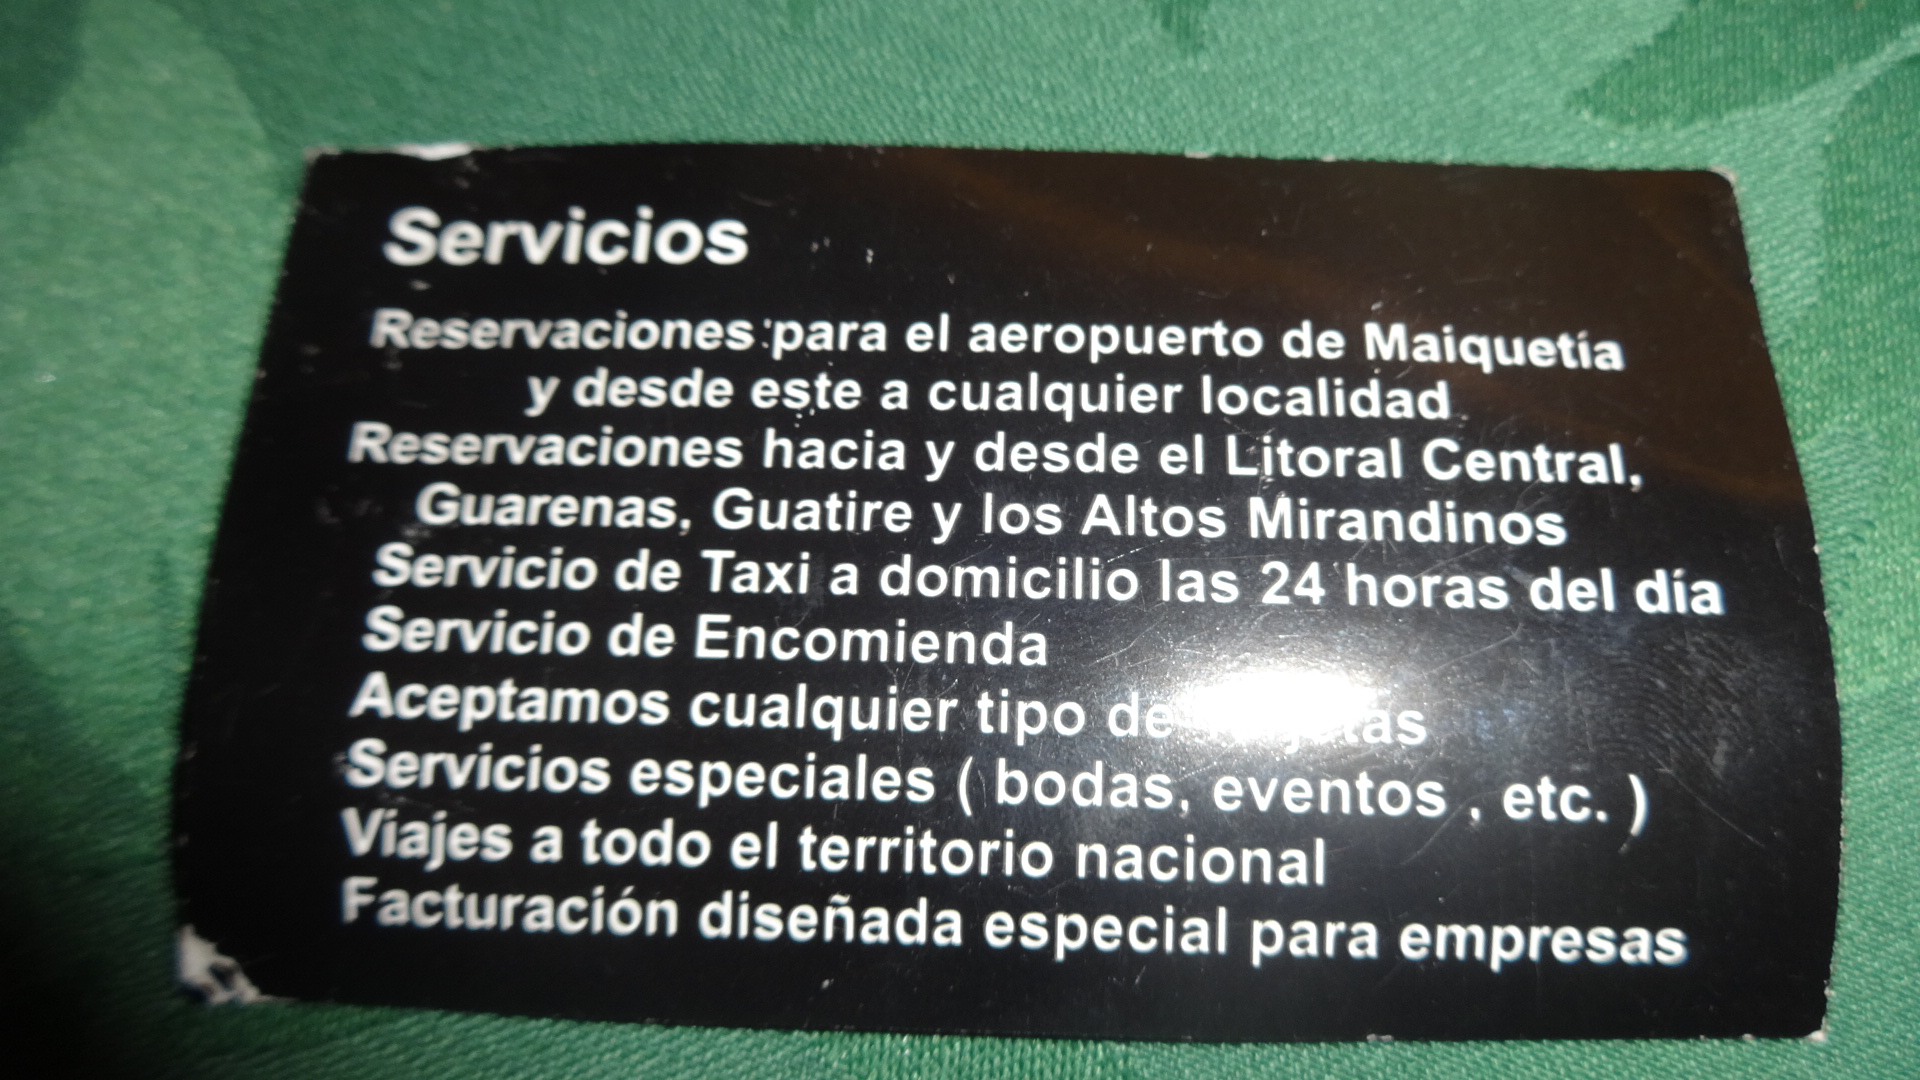 Servicios
Reservaciones para el aeropuerto de Maiquetía
y desde este a cualquier localidad
Reservaciones hacia y desde el Litoral Central,
Guarenas, Guatire y los Altos Mirandinos
Servicio de Taxi a domicilio las 24 horas del día
Servicio de Encomienda
Aceptamos cualquier tipo de
Servicios especiales ( bodas, eventos , etc. )
Viajes a todo el territorio nacional
Facturación diseñada especial para empresas